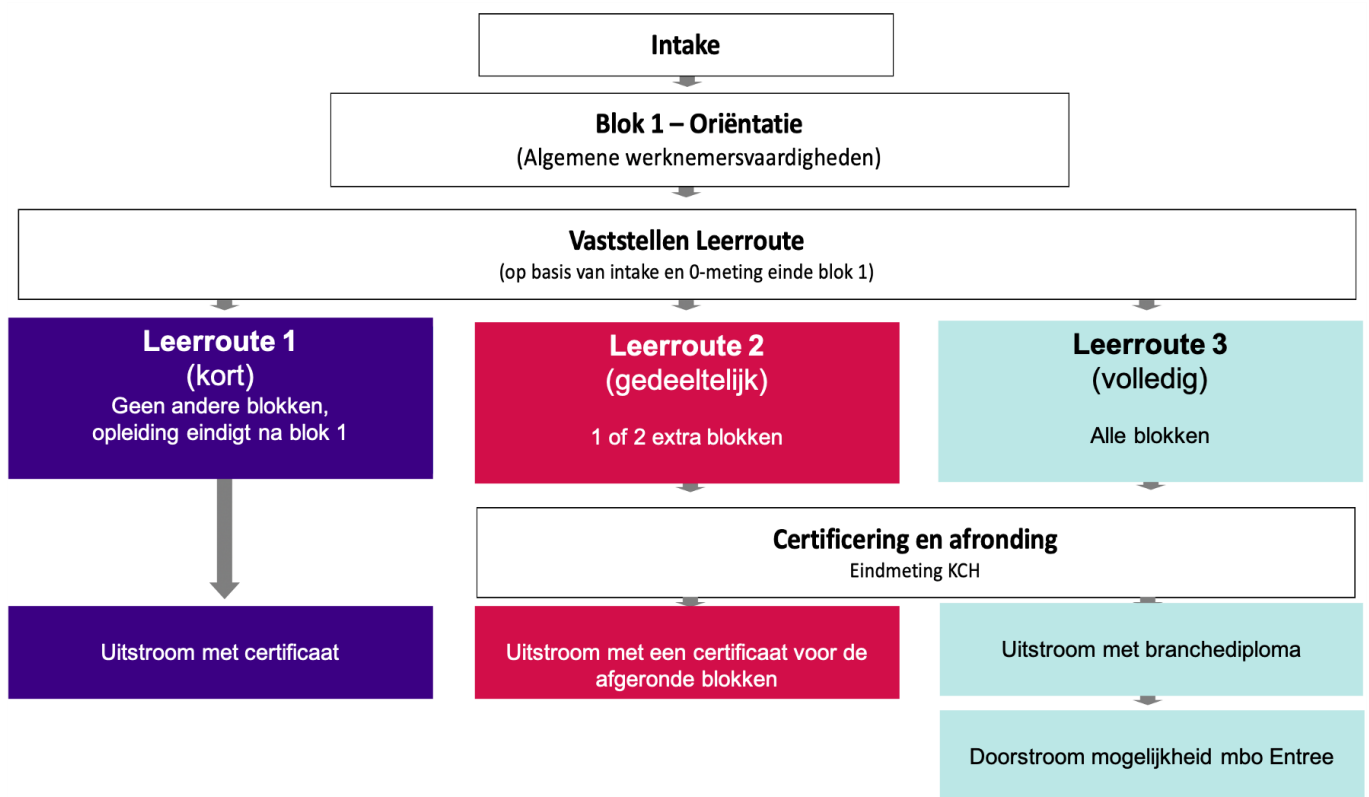 Intake
Blok 1 – Oriëntatie
(Algemene werknemersvaardigheden)
Vaststellen Leerroute
(op basis van intake en 0-meting einde blok 1)
Leerroute 1
(kort)
Geen andere blokken,
opleiding eindigt na blok 1
Leerroute 2
(gedeeltelijk)
1 of 2 extra blokken
Leerroute 3
(volledig)
Alle blokken
Certificering en afronding
Eindmeting KCH
Uitstroom met certificaat
Uitstroom met een certificaat voor de
afgeronde blokken
Uitstroom met branchediploma
Doorstroom mogelijkheid mbo Entree